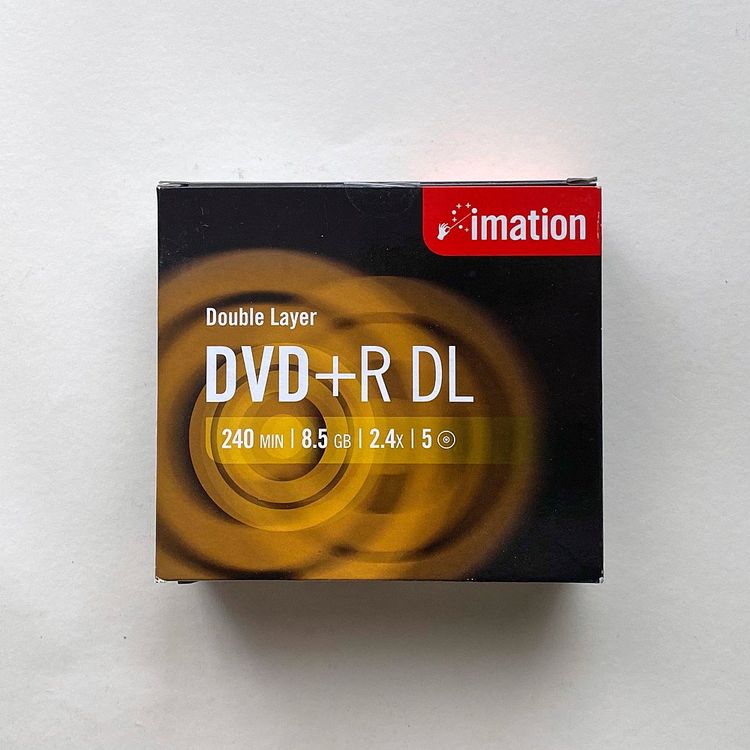 imation
Double Layer
DVD+R DL
240 MIN | 8.5 GB | 2.4x | 5